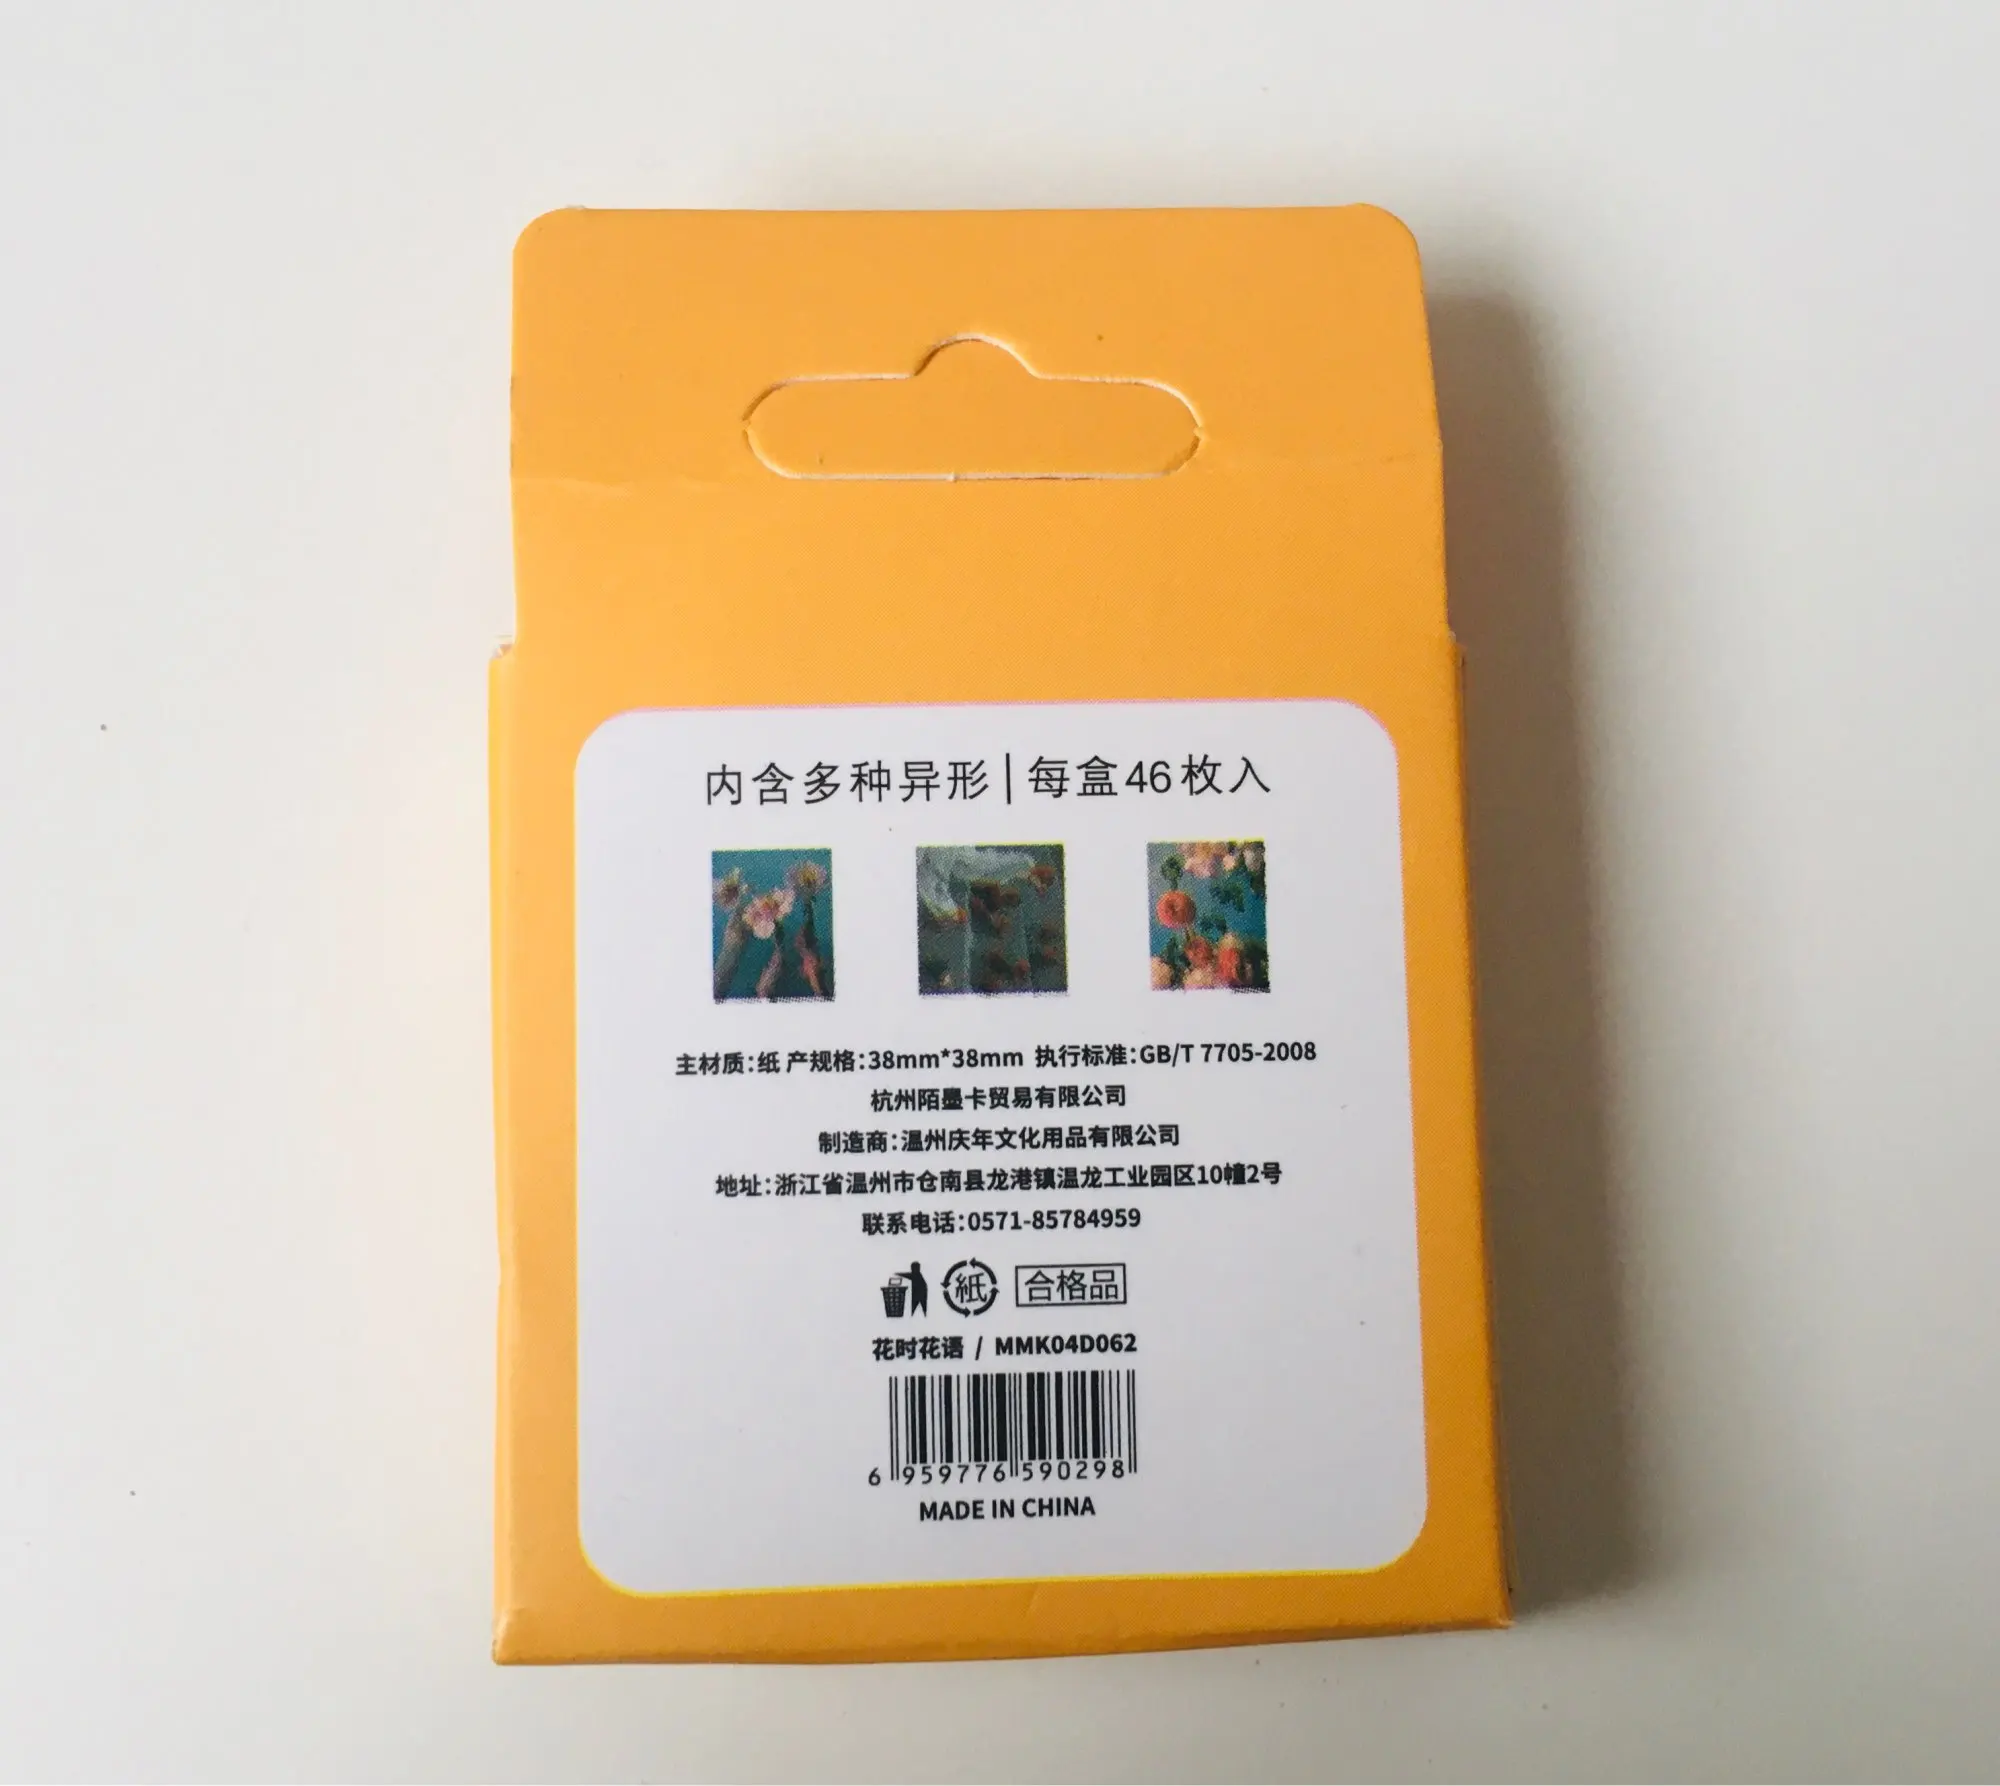 内含多种异形|每盒46枚入
主材质:纸 产规格:38mm*38mm 执行标准:GB/T 7705-2008
杭州陌墨卡贸易有限公司
制造商:温州庆年文化用品有限公司
地址:浙江省温州市仓南县龙港镇温龙工业园区10幢2号
联系电话:0571-85784959
紙 合格品
花时花语 / MMK04D062
6 959776 590298
MADE IN CHINA